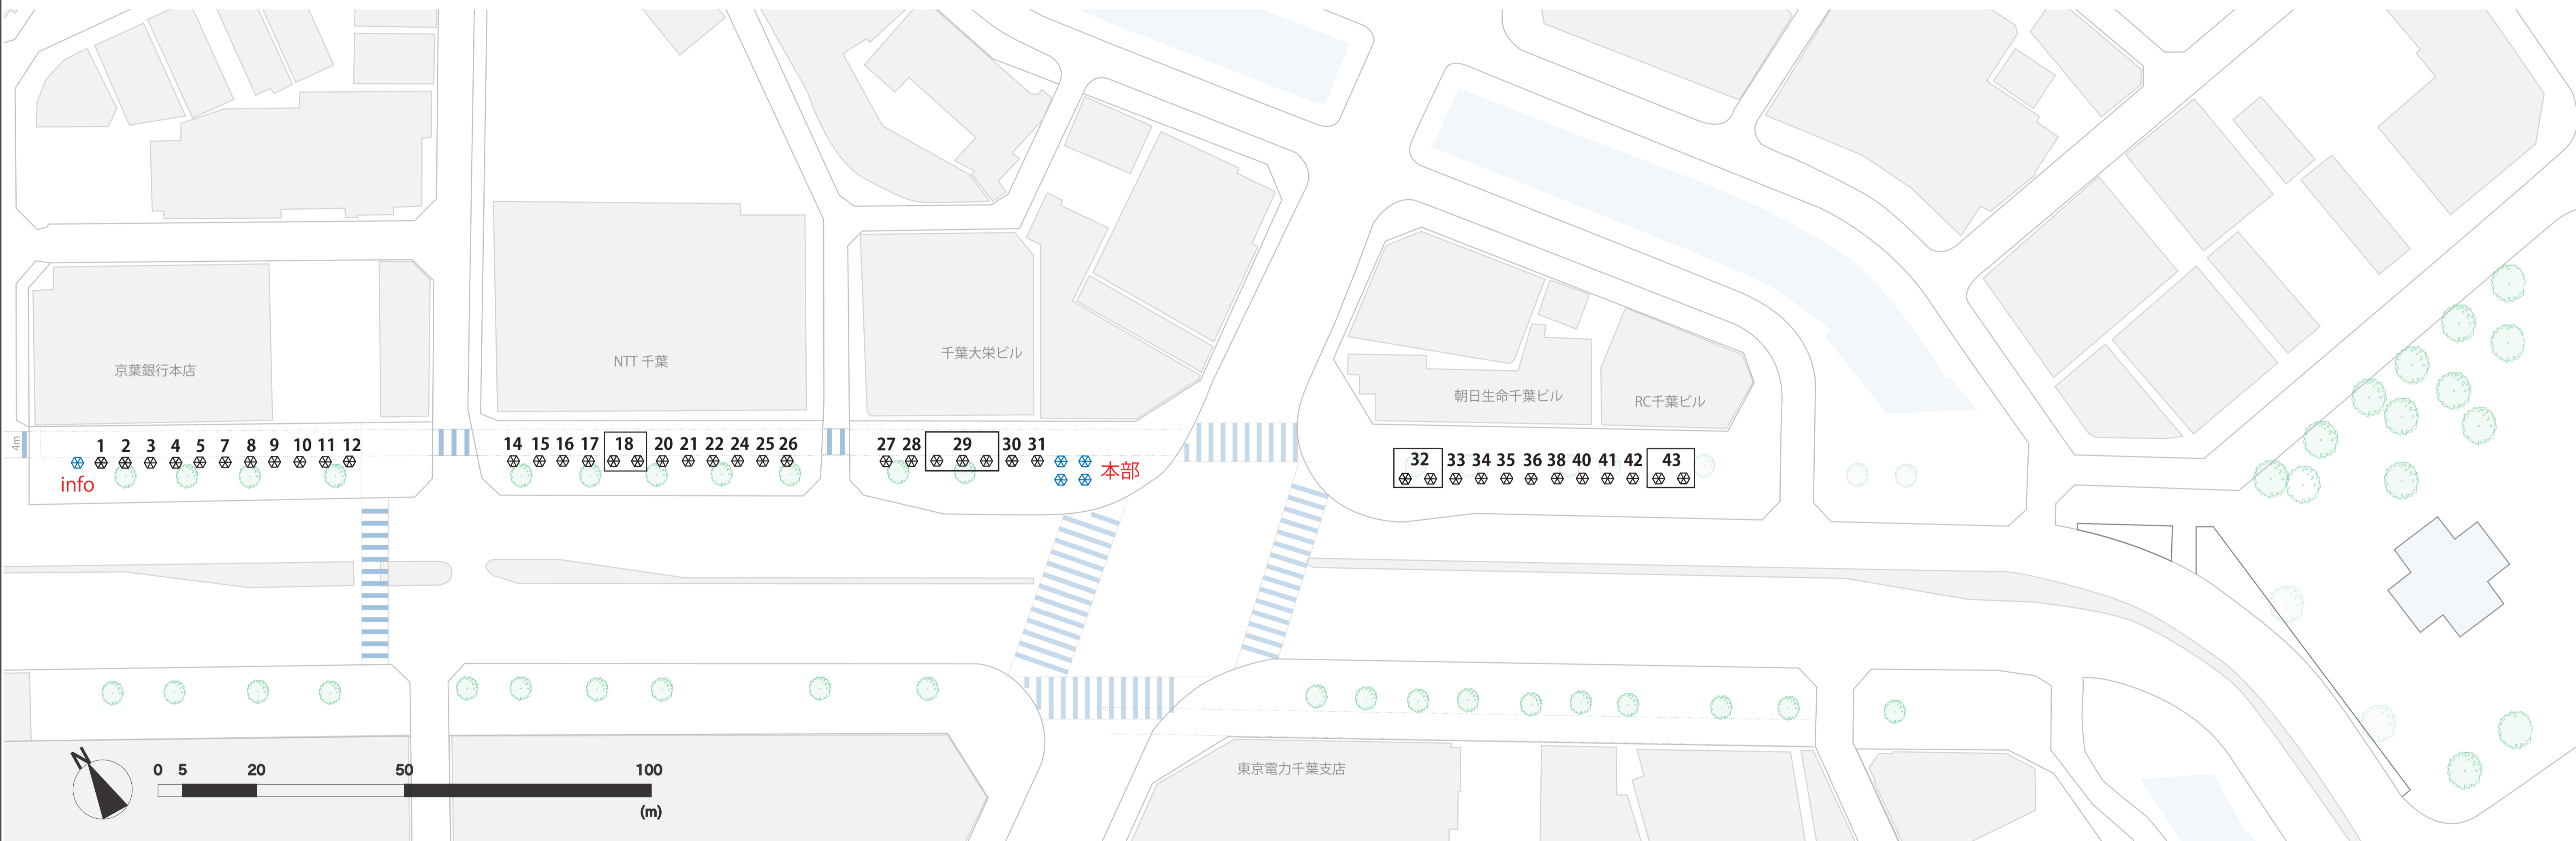 京葉銀行本店
NTT 千葉
千葉大栄ビル
朝日生命千葉ビル
RC千葉ビル
4m
1 2 3 4 5 7 8 9 10 11 12
14 15 16 17 18 20 21 22 24 25 26
27 28 29 30 31
32 33 34 35 36 38 40 41 42 43
info
本部
東京電力千葉支店
N
0 5 20 50 100
(m)